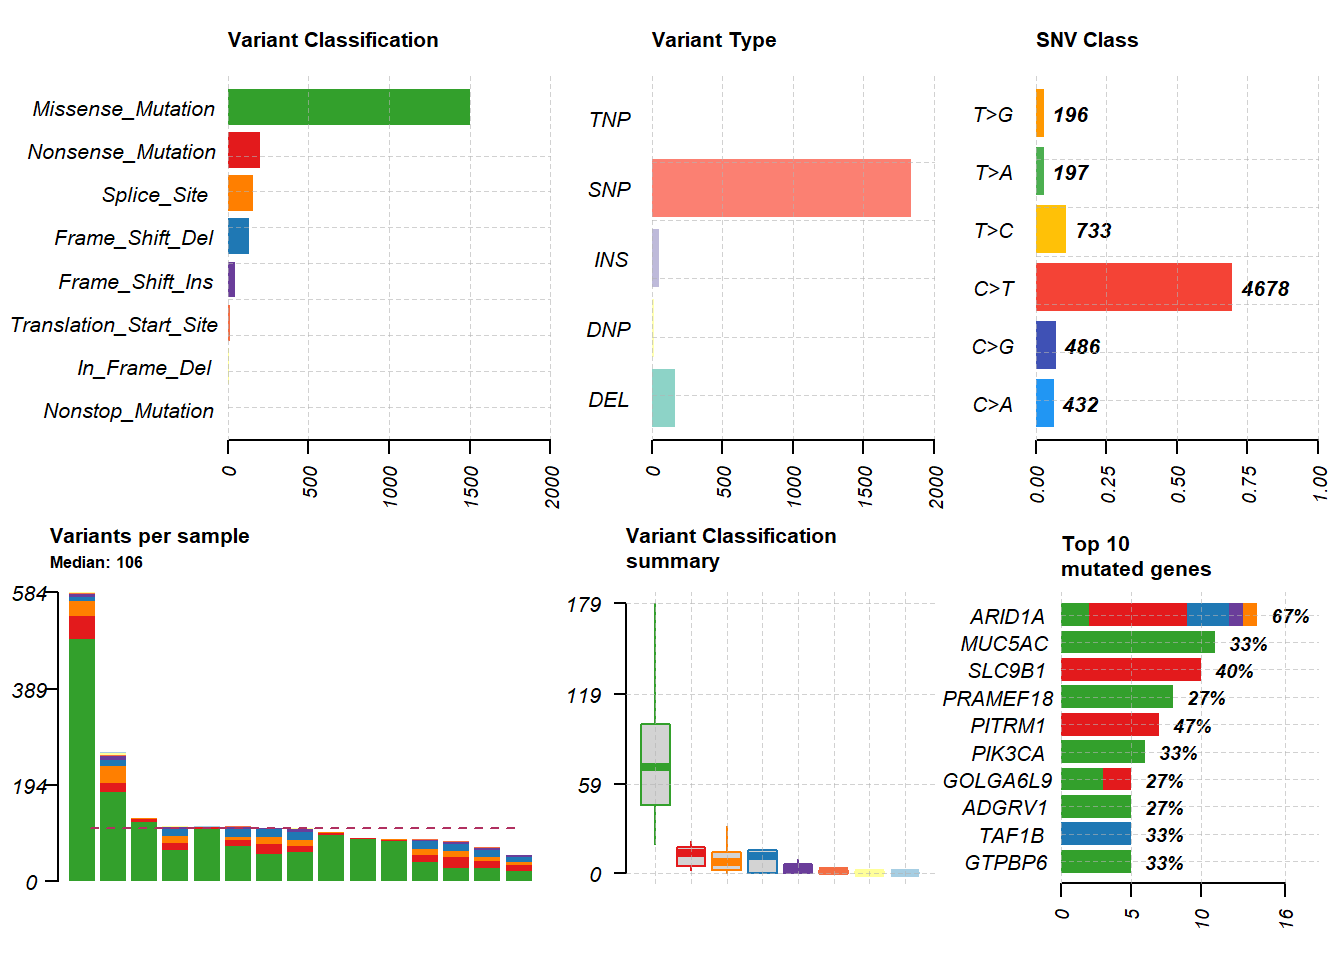 Variant Classification
Missense_Mutation
Nonsense_Mutation
Splice_Site
Frame_Shift_Del
Frame_Shift_Ins
Translation_Start_Site
In_Frame_Del
Nonstop_Mutation
0
500
1000
1500
2000
Variant Type
TNP
SNP
INS
DNP
DEL
0
500
1000
1500
2000
SNV Class
T>G 196
T>A 197
T>C 733
C>T 4678
C>G 486
C>A 432
0.00
0.25
0.50
0.75
1.00
Variants per sample
Median: 106
584
389
194
0
Variant Classification
summary
179
119
59
0
Top 10
mutated genes
ARID1A 67%
MUC5AC 33%
SLC9B1 40%
PRAMEF18 27%
PITRM1 47%
PIK3CA 33%
GOLGA6L9 27%
ADGRV1 27%
TAF1B 33%
GTPBP6 33%
0
5
10
16